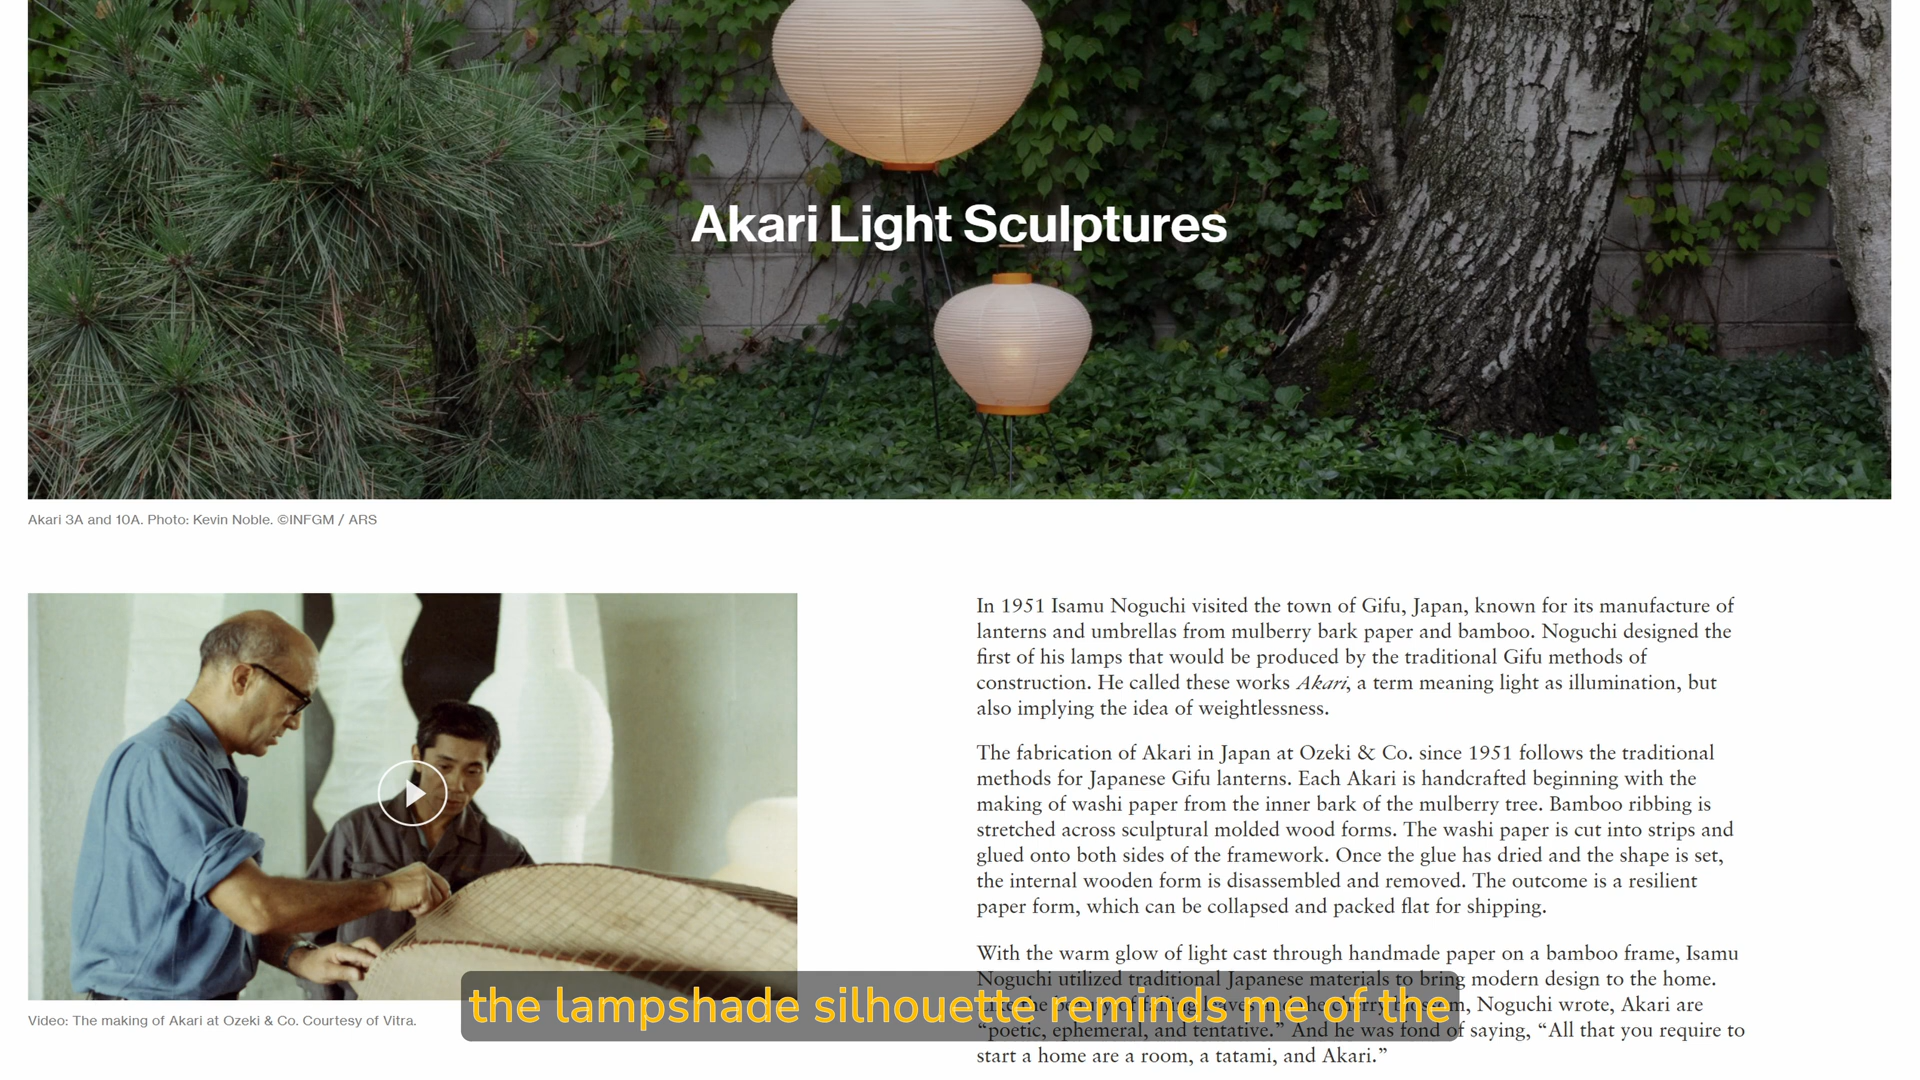 Akari Light Sculptures
Akari 3A and 10A. Photo: Kevin Noble. ©INFGM / ARS
In 1951 Isamu Noguchi visited the town of Gifu, Japan, known for its manufacture of
lanterns and umbrellas from mulberry bark paper and bamboo. Noguchi designed the
first of his lamps that would be produced by the traditional Gifu methods of
construction. He called these works Akari, a term meaning light as illumination, but
also implying the idea of weightlessness.
The fabrication of Akari in Japan at Ozeki & Co. since 1951 follows the traditional
methods for Japanese Gifu lanterns. Each Akari is handcrafted beginning with the
making of washi paper from the inner bark of the mulberry tree. Bamboo ribbing is
stretched across sculptural molded wood forms. The washi paper is cut into strips and
glued onto both sides of the framework. Once the glue has dried and the shape is set,
the internal wooden form is disassembled and removed. The outcome is a resilient
paper form, which can be collapsed and packed flat for shipping.
With the warm glow of light cast through handmade paper on a bamboo frame, Isamu
Noguchi utilized traditional Japanese materials to bring modern design to the home.
the Noguchi wrote, Akari are
“poetic, ephemeral, and tentative.” And he was fond of saying, “All that you require to
start a home are a room, a tatami, and Akari.”
Video: The making of Akari at Ozeki & Co. Courtesy of Vitra.
the lampshade silhouette reminds me of the